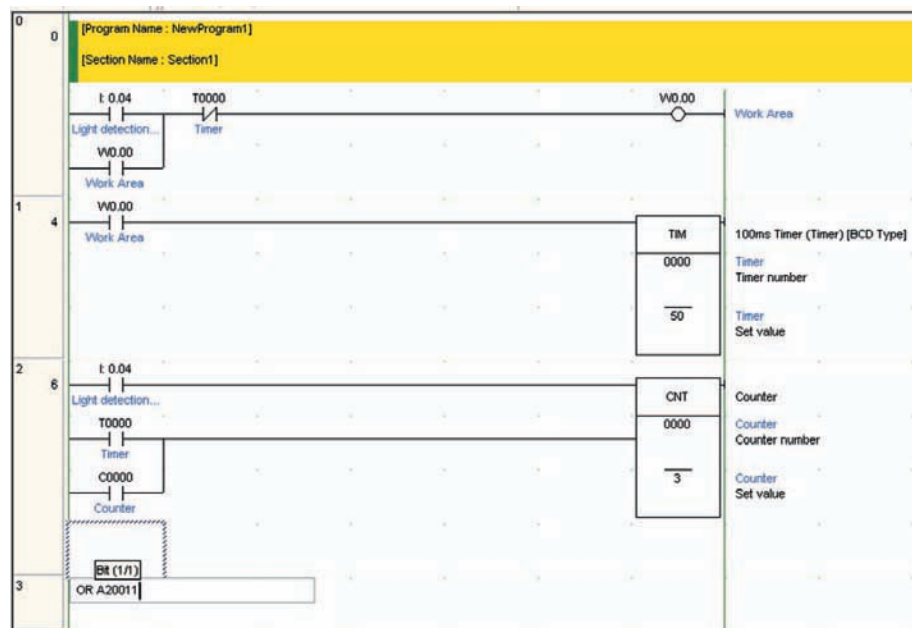 0
0
[Program Name : NewProgram1]
[Section Name : Section1]
I: 0.04 T0000 W0.00
Work Area
Light detection... Timer
W0.00
Work Area
1
4
W0.00
Work Area
TIM
100ms Timer (Timer) [BCD Type]
0000
Timer
Timer number
50
Timer
Set value
2
6
I: 0.04
Light detection...
CNT
Counter
T0000
Timer
0000
Counter
Counter number
C0000
Counter
3
Counter
Set value
Bit (1/1)
3
OR A20011